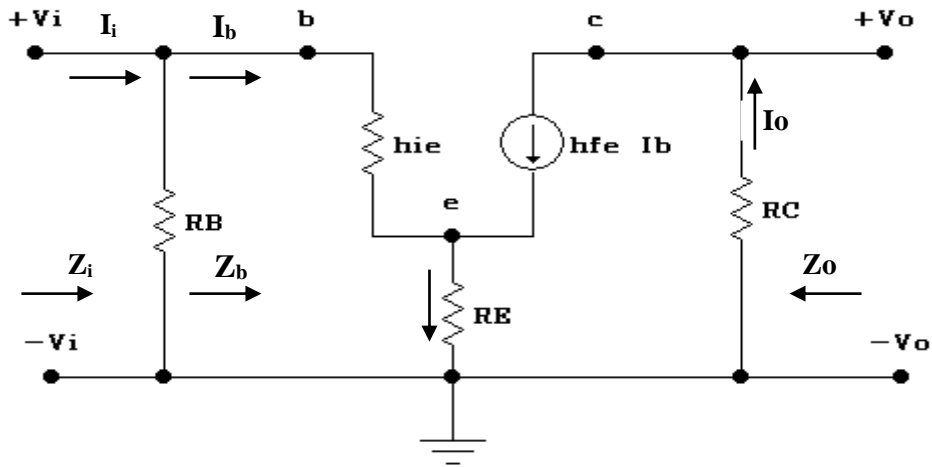 +Vi Ii Ib b c +Vo
hie hfe Ib Io
RB e RC
Zi Zb Zo
RE
−Vi −Vo